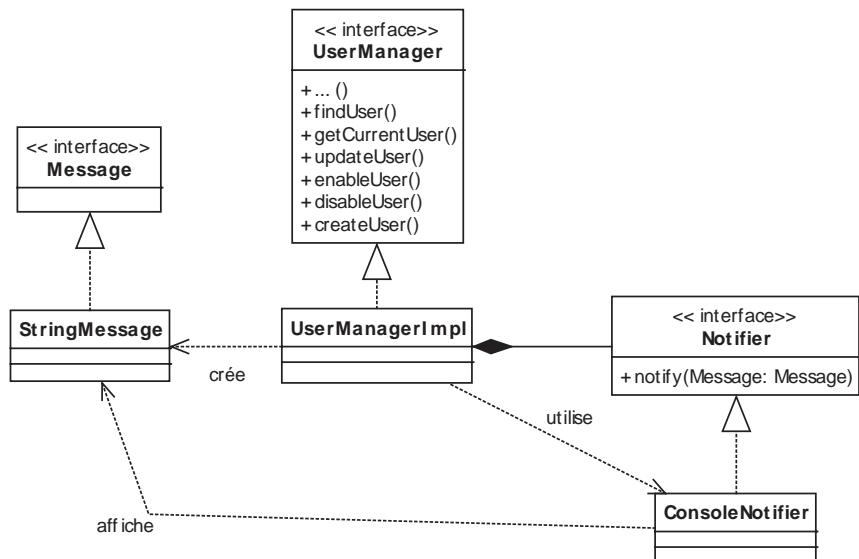 << interface>>
UserManager
+ ... ()
+ findUser()
+ getCurrentUser()
+ updateUser()
+ enableUser()
+ disableUser()
+ createUser()
<< interface>>
Message
StringMessage
UserManagerImpl
<< interface>>
Notifier
+ notify(Message: Message)
crée
utilise
affiche
ConsoleNotifier